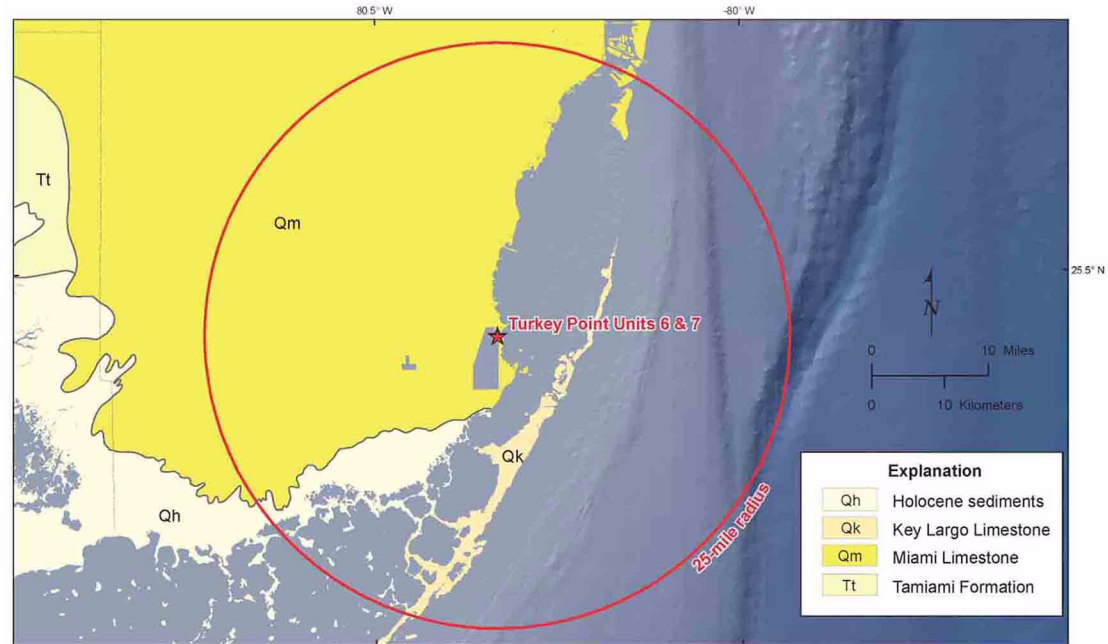 80.5° W
-80° W
Tt
Qm
25.5° N
Turkey Point Units 6 & 7
N
0 10 Miles
0 10 Kilometers
Qk
Qh
25-mile radius
Explanation
Qh Holocene sediments
Qk Key Largo Limestone
Qm Miami Limestone
Tt Tamiami Formation